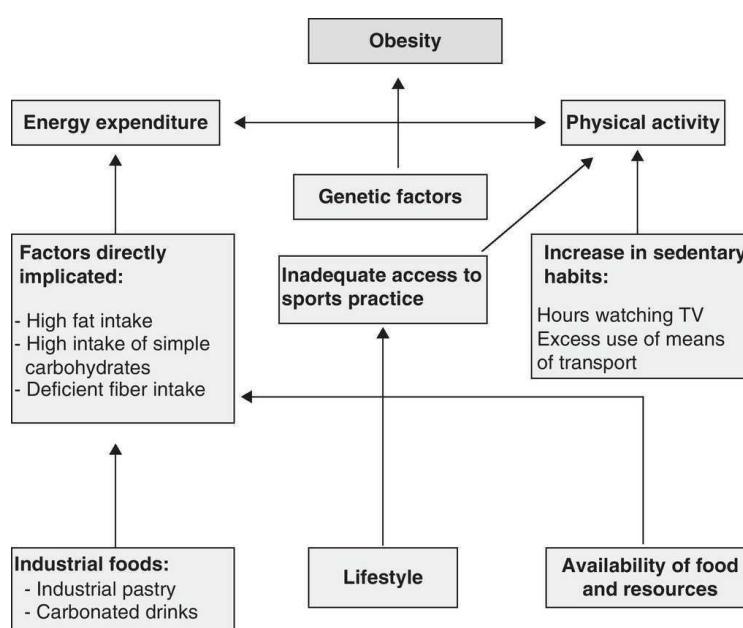 Obesity
Energy expenditure
Physical activity
Genetic factors
Factors directly
implicated:
- High fat intake
- High intake of simple
carbohydrates
- Deficient fiber intake
Inadequate access to
sports practice
Increase in sedentary
habits:
Hours watching TV
Excess use of means
of transport
Industrial foods:
- Industrial pastry
- Carbonated drinks
Lifestyle
Availability of food
and resources